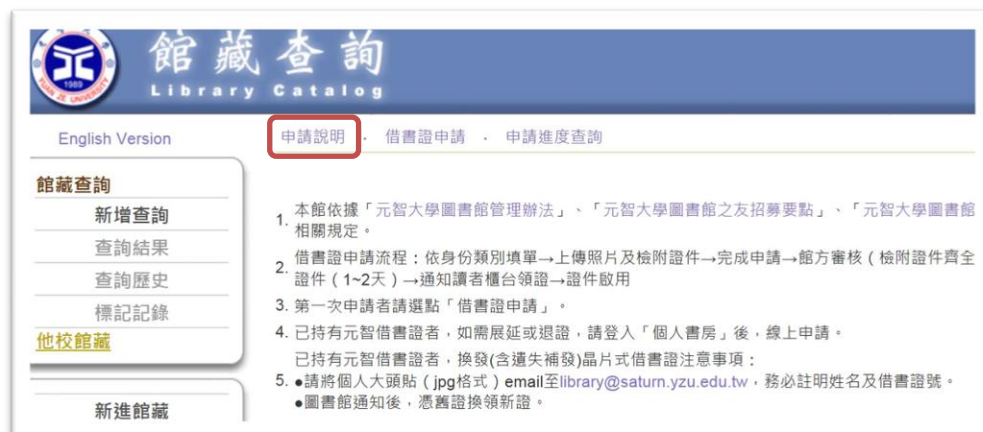 館藏查詢
Library Catalog
1989
YUAN ZE UNIVERSITY
English Version
申請說明 · 借書證申請 · 申請進度查詢
館藏查詢
新增查詢
查詢結果
查詢歷史
標記記錄
他校館藏
新進館藏
1. 本館依據「元智大學圖書館管理辦法」、「元智大學圖書館之友招募要點」、「元智大學圖書館
相關規定。
2. 借書證申請流程：依身份類別填單→上傳照片及檢附證件→完成申請→館方審核（檢附證件齊全
證件（1~2天）→通知讀者櫃台領證→證件啟用
3. 第一次申請者請選點「借書證申請」。
4. 已持有元智借書證者，如需展延或退證，請登入「個人書房」後，線上申請。
已持有元智借書證者，換發(含遺失補發)晶片式借書證注意事項：
5. ●請將個人大頭貼（jpg格式）email至library@saturn.yzu.edu.tw，務必註明姓名及借書證號。
●圖書館通知後，憑舊證換領新證。